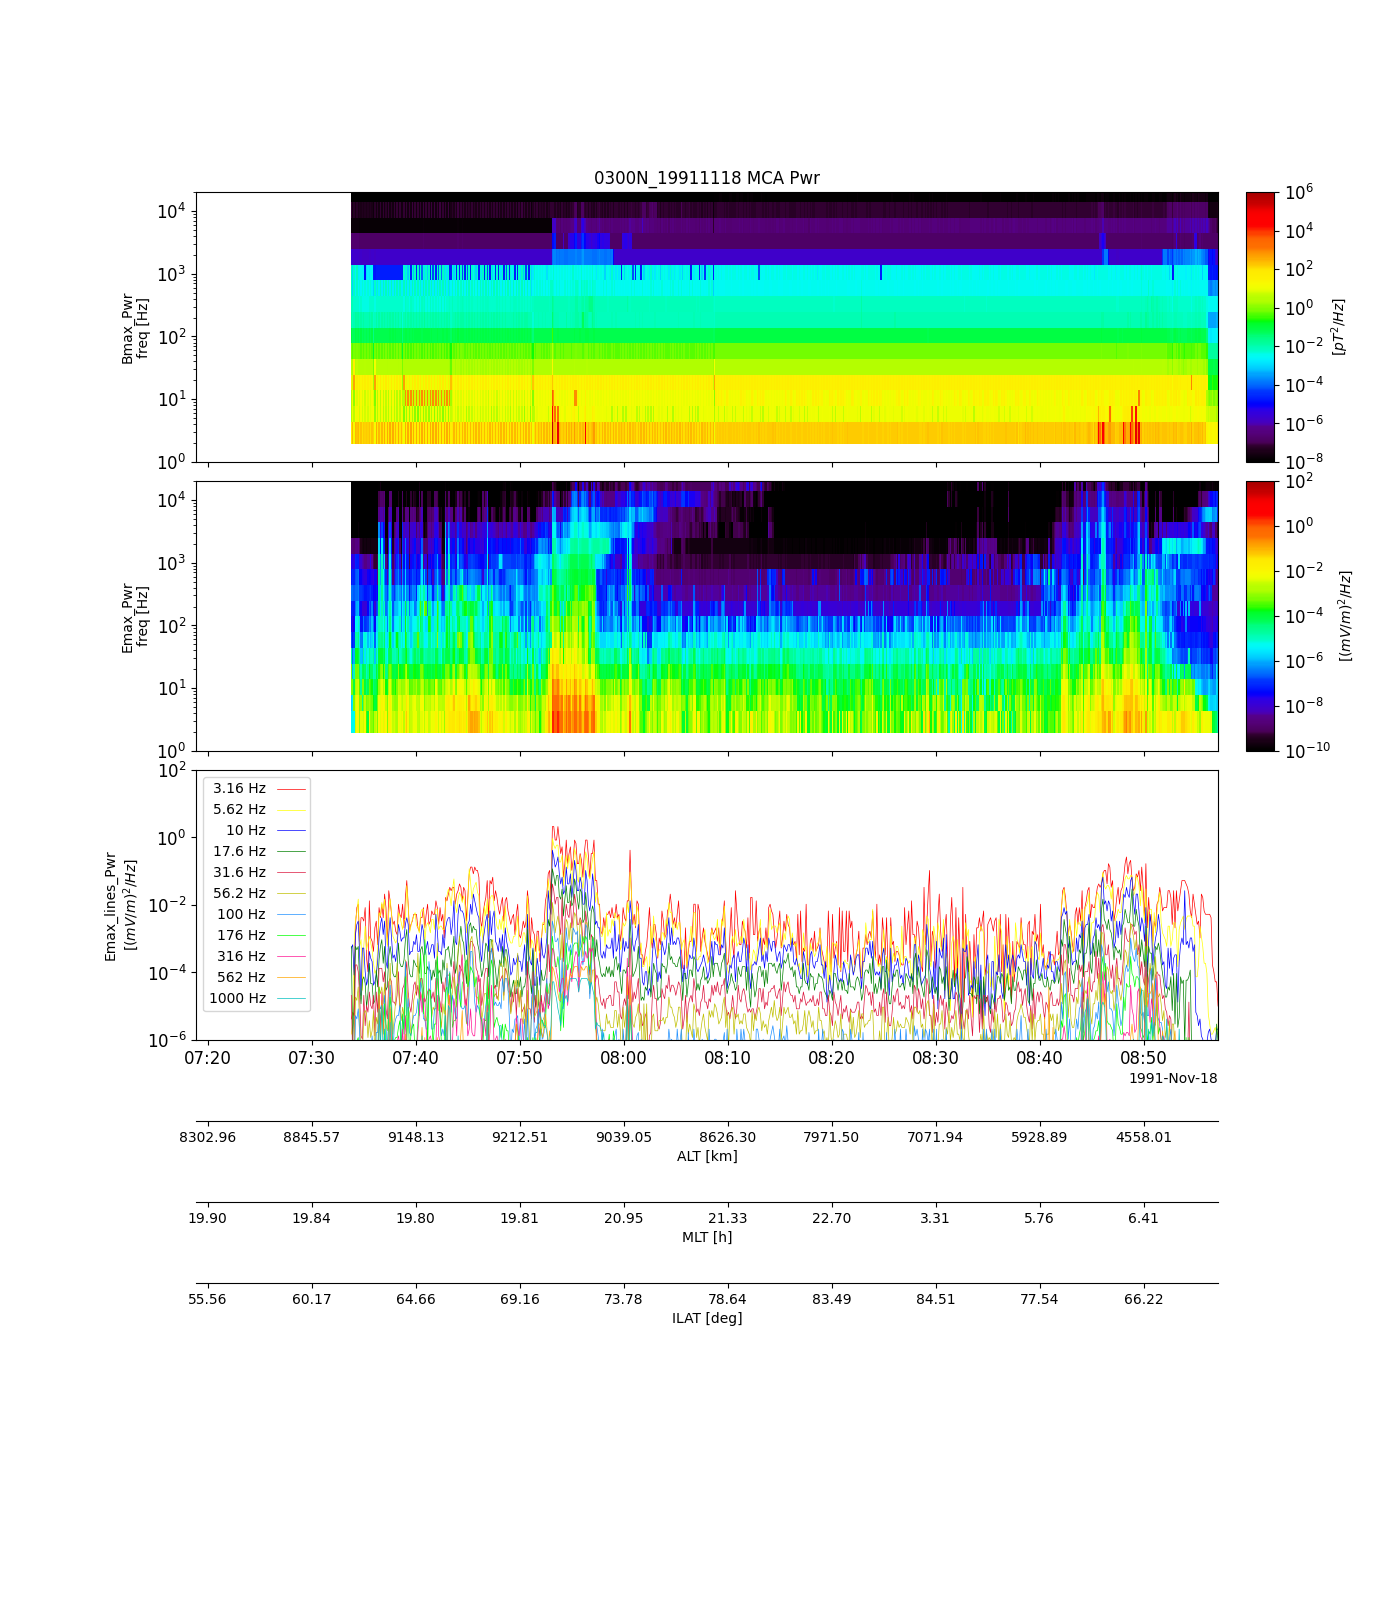 0300N_19911118 MCA Pwr
10^4
10^3
10^2
10^1
10^0
Bmax_Pwr
freq [Hz]
10^6
10^4
10^2
10^0
10^-2
10^-4
10^-6
10^-8
[pT^2/Hz]
10^4
10^3
10^2
10^1
10^0
Emax_Pwr
freq [Hz]
10^2
10^0
10^-2
10^-4
10^-6
10^-8
10^-10
[(mV/m)^2/Hz]
10^2
10^0
10^-2
10^-4
10^-6
Emax_lines_Pwr
[(mV/m)^2/Hz]
3.16 Hz
5.62 Hz
10 Hz
17.6 Hz
31.6 Hz
56.2 Hz
100 Hz
176 Hz
316 Hz
562 Hz
1000 Hz
07:20 07:30 07:40 07:50 08:00 08:10 08:20 08:30 08:40 08:50
1991-Nov-18
8302.96 8845.57 9148.13 9212.51 9039.05 8626.30 7971.50 7071.94 5928.89 4558.01
ALT [km]
19.90 19.84 19.80 19.81 20.95 21.33 22.70 3.31 5.76 6.41
MLT [h]
55.56 60.17 64.66 69.16 73.78 78.64 83.49 84.51 77.54 66.22
ILAT [deg]